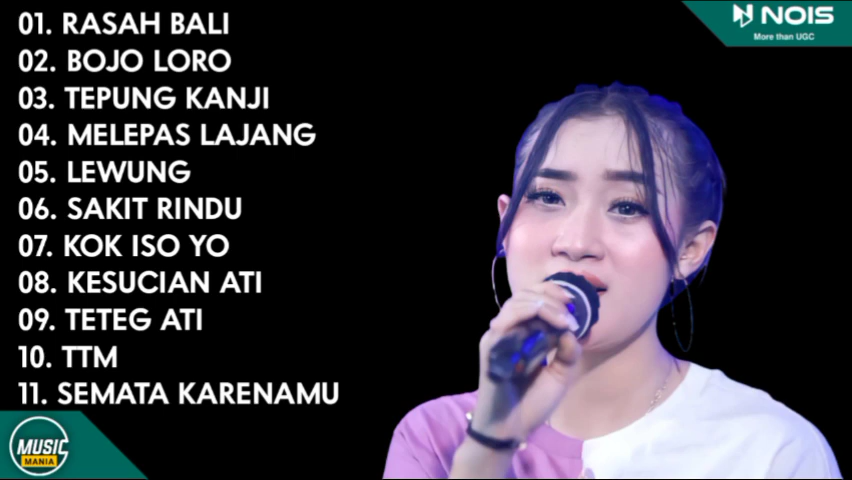 01. RASAH BALI
02. BOJO LORO
03. TEPUNG KANJI
04. MELEPAS LAJANG
05. LEWUNG
06. SAKIT RINDU
07. KOK ISO YO
08. KESUCIAN ATI
09. TETEG ATI
10. TTM
11. SEMATA KARENAMU
NOIS
More than UGC
MUSIC
MANIA